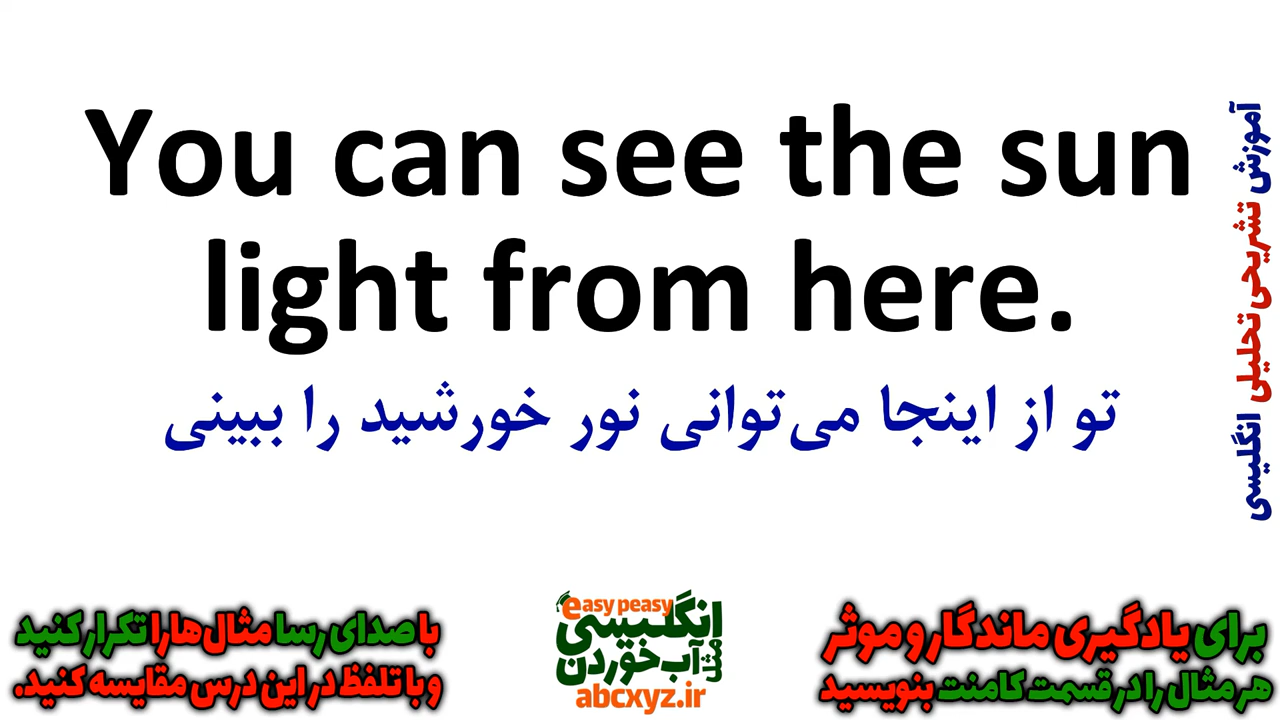 You can see the sun
light from here.
تو از اینجا می‌توانی نور خورشید را ببینی
آموزش تشریحی تحلیلی انگلیسی
برای یادگیری ماندگار و موثر
هر مثال را در قسمت کامنت بنویسید
easy peasy
انگلیسی
مثل آب خوردن
abcxyz.ir
با صدای رسا مثال‌ها را تکرار کنید
و با تلفظ در این درس مقایسه کنید.